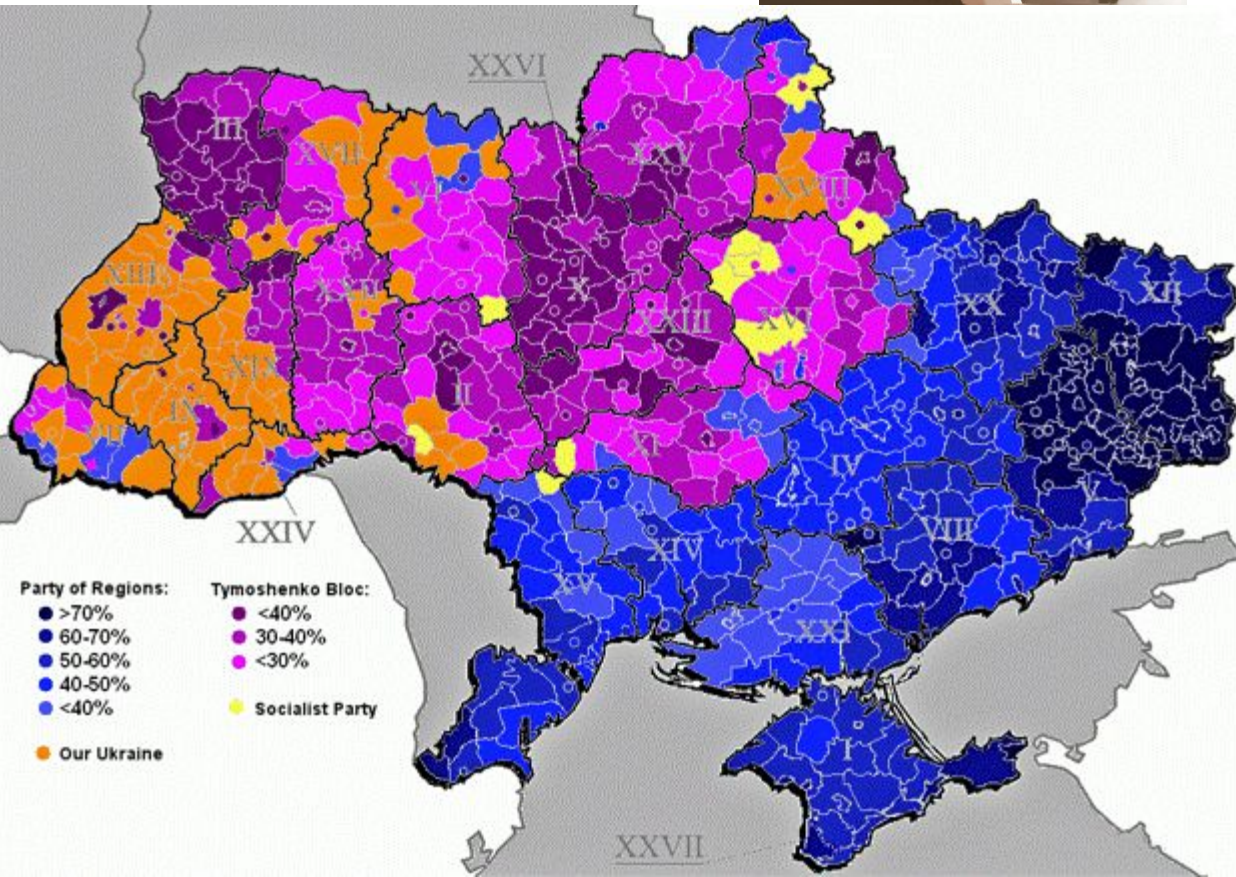 XXVI
III
XVII
XXV
VI
XVIII
XIII
XXII
X
XX
XII
XXIII
XVI
XIX
II
IX
VII
XI
IV
V
XXIV
VIII
XIV
XV
XXI
I
XXVII
Party of Regions:
>70%
60-70%
50-60%
40-50%
<40%
Our Ukraine
Tymoshenko Bloc:
<40%
30-40%
<30%
Socialist Party